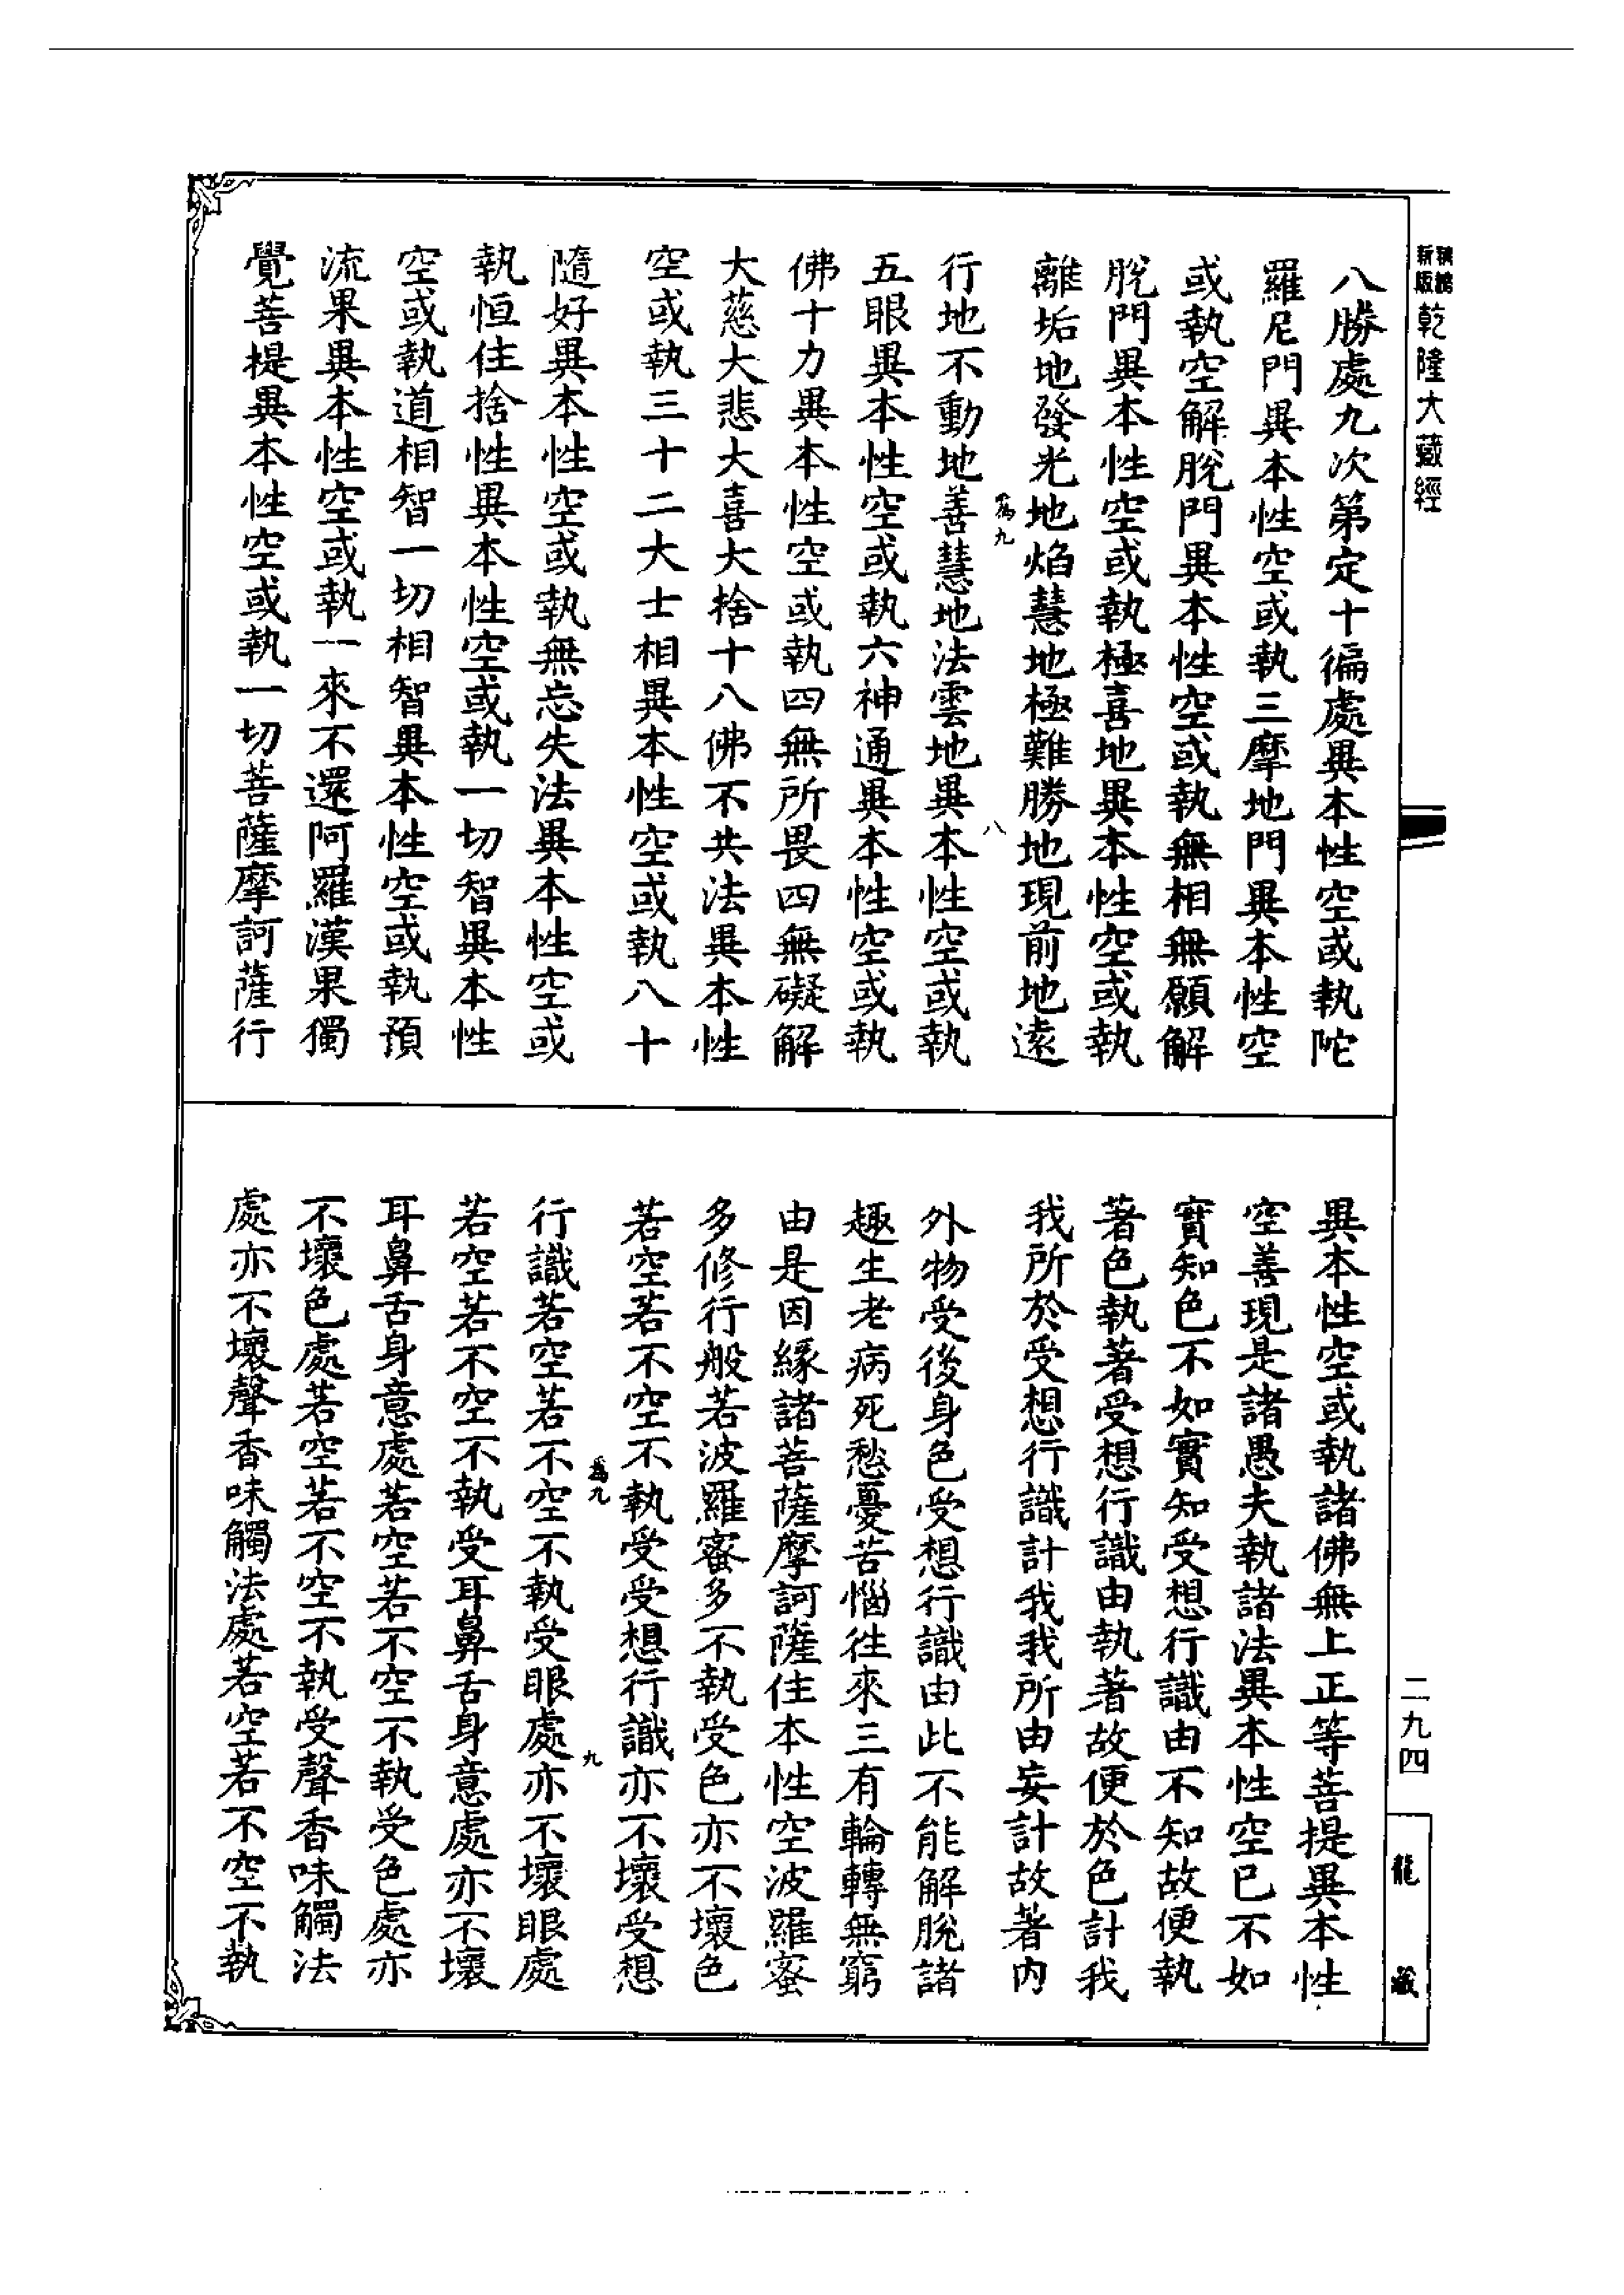 新版
乾隆大藏經
八勝處九次第定十徧處異本性空或執陀
羅尼門異本性空或執三摩地門異本性空
或執空解脫門異本性空或執無相無願解
脫門異本性空或執極喜地異本性空或執
離垢地發光地焰慧地極難勝地現前地遠
行地不動地善慧地法雲地異本性空或執
五眼異本性空或執六神通異本性空或執
佛十力異本性空或執四無所畏四無礙解
大慈大悲大喜大捨十八佛不共法異本性
空或執三十二大士相異本性空或執八十
隨好異本性空或執無忘失法異本性空或
執恒住捨性異本性空或執一切智異本性
空或執道相智一切相智異本性空或執預
流果異本性空或執一來不還阿羅漢果獨
覺菩提異本性空或執一切菩薩摩訶薩行
九
八
異本性空或執諸佛無上正等菩提異本性
空善現是諸愚夫執諸法異本性空已不如
實知色不如實知受想行識由不知故便執
著色執著受想行識由執著故便於色計我
我所於受想行識計我我所由妄計故著內
外物受後身色受想行識由此不能解脫諸
趣生老病死愁憂苦惱往來三有輪轉無窮
由是因緣諸菩薩摩訶薩住本性空波羅蜜
多修行般若波羅蜜多不執受色亦不壞色
若空若不空不執受受想行識亦不壞受想
行識若空若不空不執受眼處亦不壞眼處
若空若不空不執受耳鼻舌身意處亦不壞
耳鼻舌身意處若空若不空不執受色處亦
不壞色處若空若不空不執受聲香味觸法
處亦不壞聲香味觸法處若空若不空不執
為九
九
二九四
龍藏